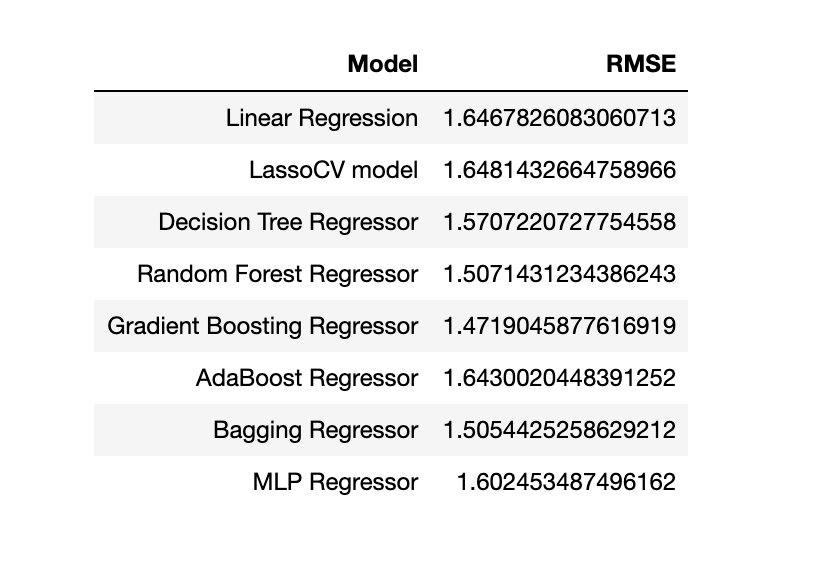 Model RMSE
Linear Regression 1.6467826083060713
LassoCV model 1.6481432664758966
Decision Tree Regressor 1.5707220727754558
Random Forest Regressor 1.5071431234386243
Gradient Boosting Regressor 1.4719045877616919
AdaBoost Regressor 1.6430020448391252
Bagging Regressor 1.5054425258629212
MLP Regressor 1.602453487496162